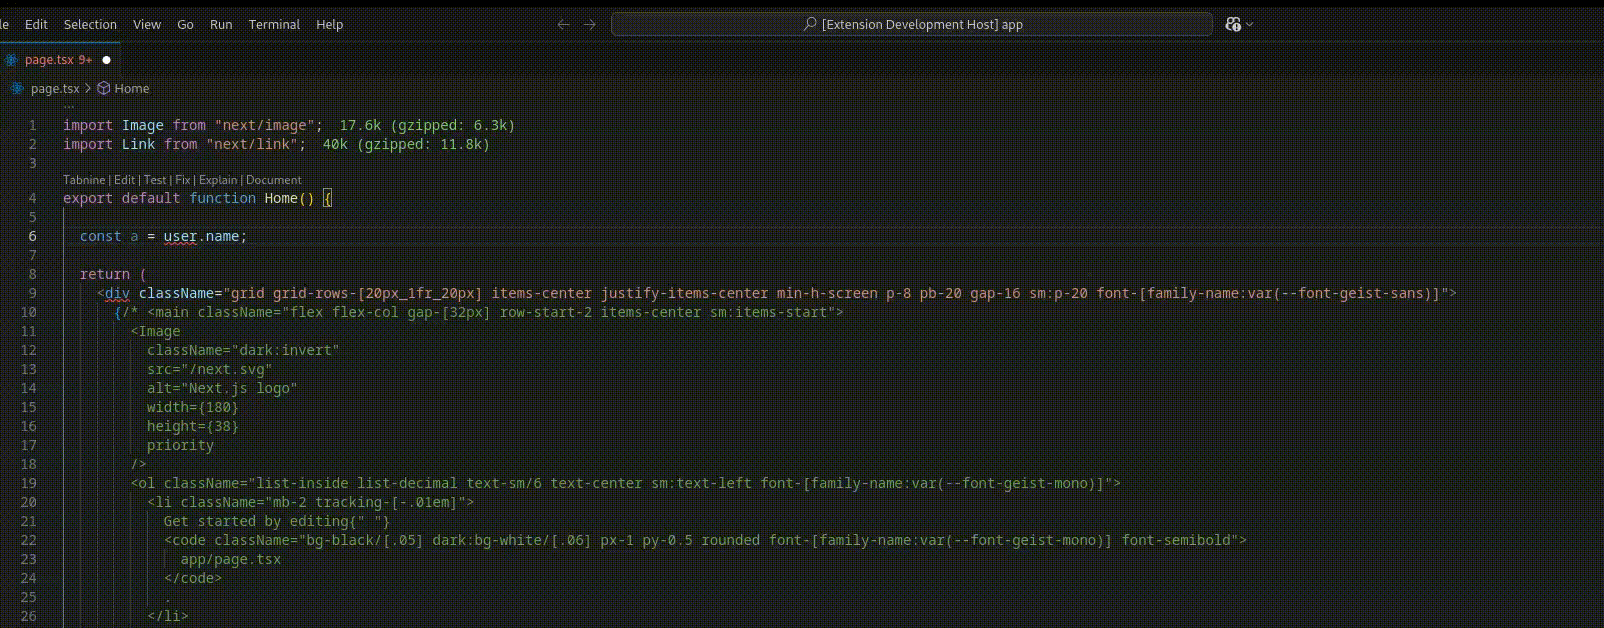 le Edit Selection View Go Run Terminal Help [Extension Development Host] app
page.tsx 9+
page.tsx > Home
...
1 import Image from "next/image"; 17.6k (gzipped: 6.3k)
2 import Link from "next/link"; 40k (gzipped: 11.8k)
3
Tabnine | Edit | Test | Fix | Explain | Document
4 export default function Home() {
5
6 const a = user.name;
7
8 return (
9 <div className="grid grid-rows-[20px_1fr_20px] items-center justify-items-center min-h-screen p-8 pb-20 gap-16 sm:p-20 font-[family-name:var(--font-geist-sans)]">
10 {/* <main className="flex flex-col gap-[32px] row-start-2 items-center sm:items-start">
11 <Image
12 className="dark:invert"
13 src="/next.svg"
14 alt="Next.js logo"
15 width={180}
16 height={38}
17 priority
18 />
19 <ol className="list-inside list-decimal text-sm/6 text-center sm:text-left font-[family-name:var(--font-geist-mono)]">
20 <li className="mb-2 tracking-[-.01em]">
21 Get started by editing{" "}
22 <code className="bg-black/[.05] dark:bg-white/[.06] px-1 py-0.5 rounded font-[family-name:var(--font-geist-mono)] font-semibold">
23 app/page.tsx
24 </code>
25 .
26 </li>